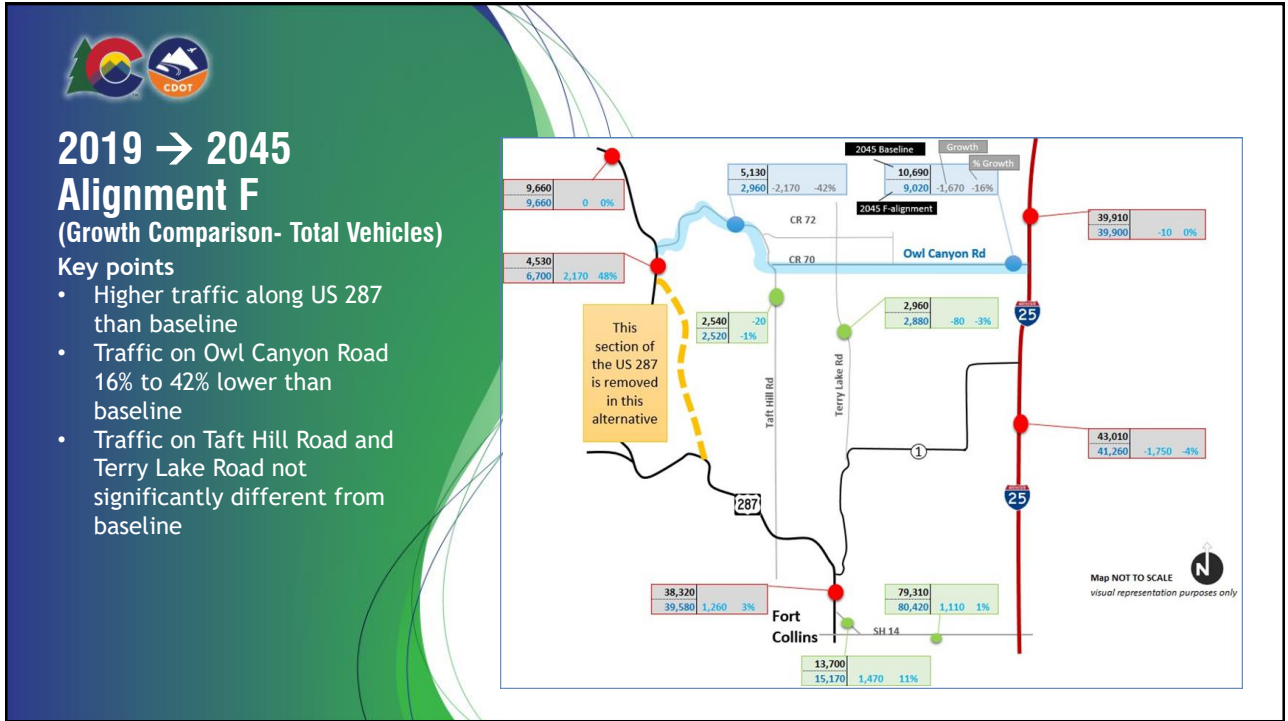 CDOT
2019 → 2045
Alignment F
(Growth Comparison- Total Vehicles)
Key points
• Higher traffic along US 287
than baseline
• Traffic on Owl Canyon Road
16% to 42% lower than
baseline
• Traffic on Taft Hill Road and
Terry Lake Road not
significantly different from
baseline
2045 Baseline
Growth
% Growth
5,130
2,960 -2,170 -42%
10,690
9,020 -1,670 -16%
2045 F-alignment
9,660
9,660 0 0%
39,910
39,900 -10 0%
CR 72
CR 70
Owl Canyon Rd
4,530
6,700 2,170 48%
This
section of
the US 287
is removed
in this
alternative
2,540 -20
2,520 -1%
2,960
2,880 -80 -3%
25
Taft Hill Rd
Terry Lake Rd
1
43,010
41,260 -1,750 -4%
25
287
Map NOT TO SCALE
visual representation purposes only
N
38,320
39,580 1,260 3%
79,310
80,420 1,110 1%
Fort
Collins
SH 14
13,700
15,170 1,470 11%